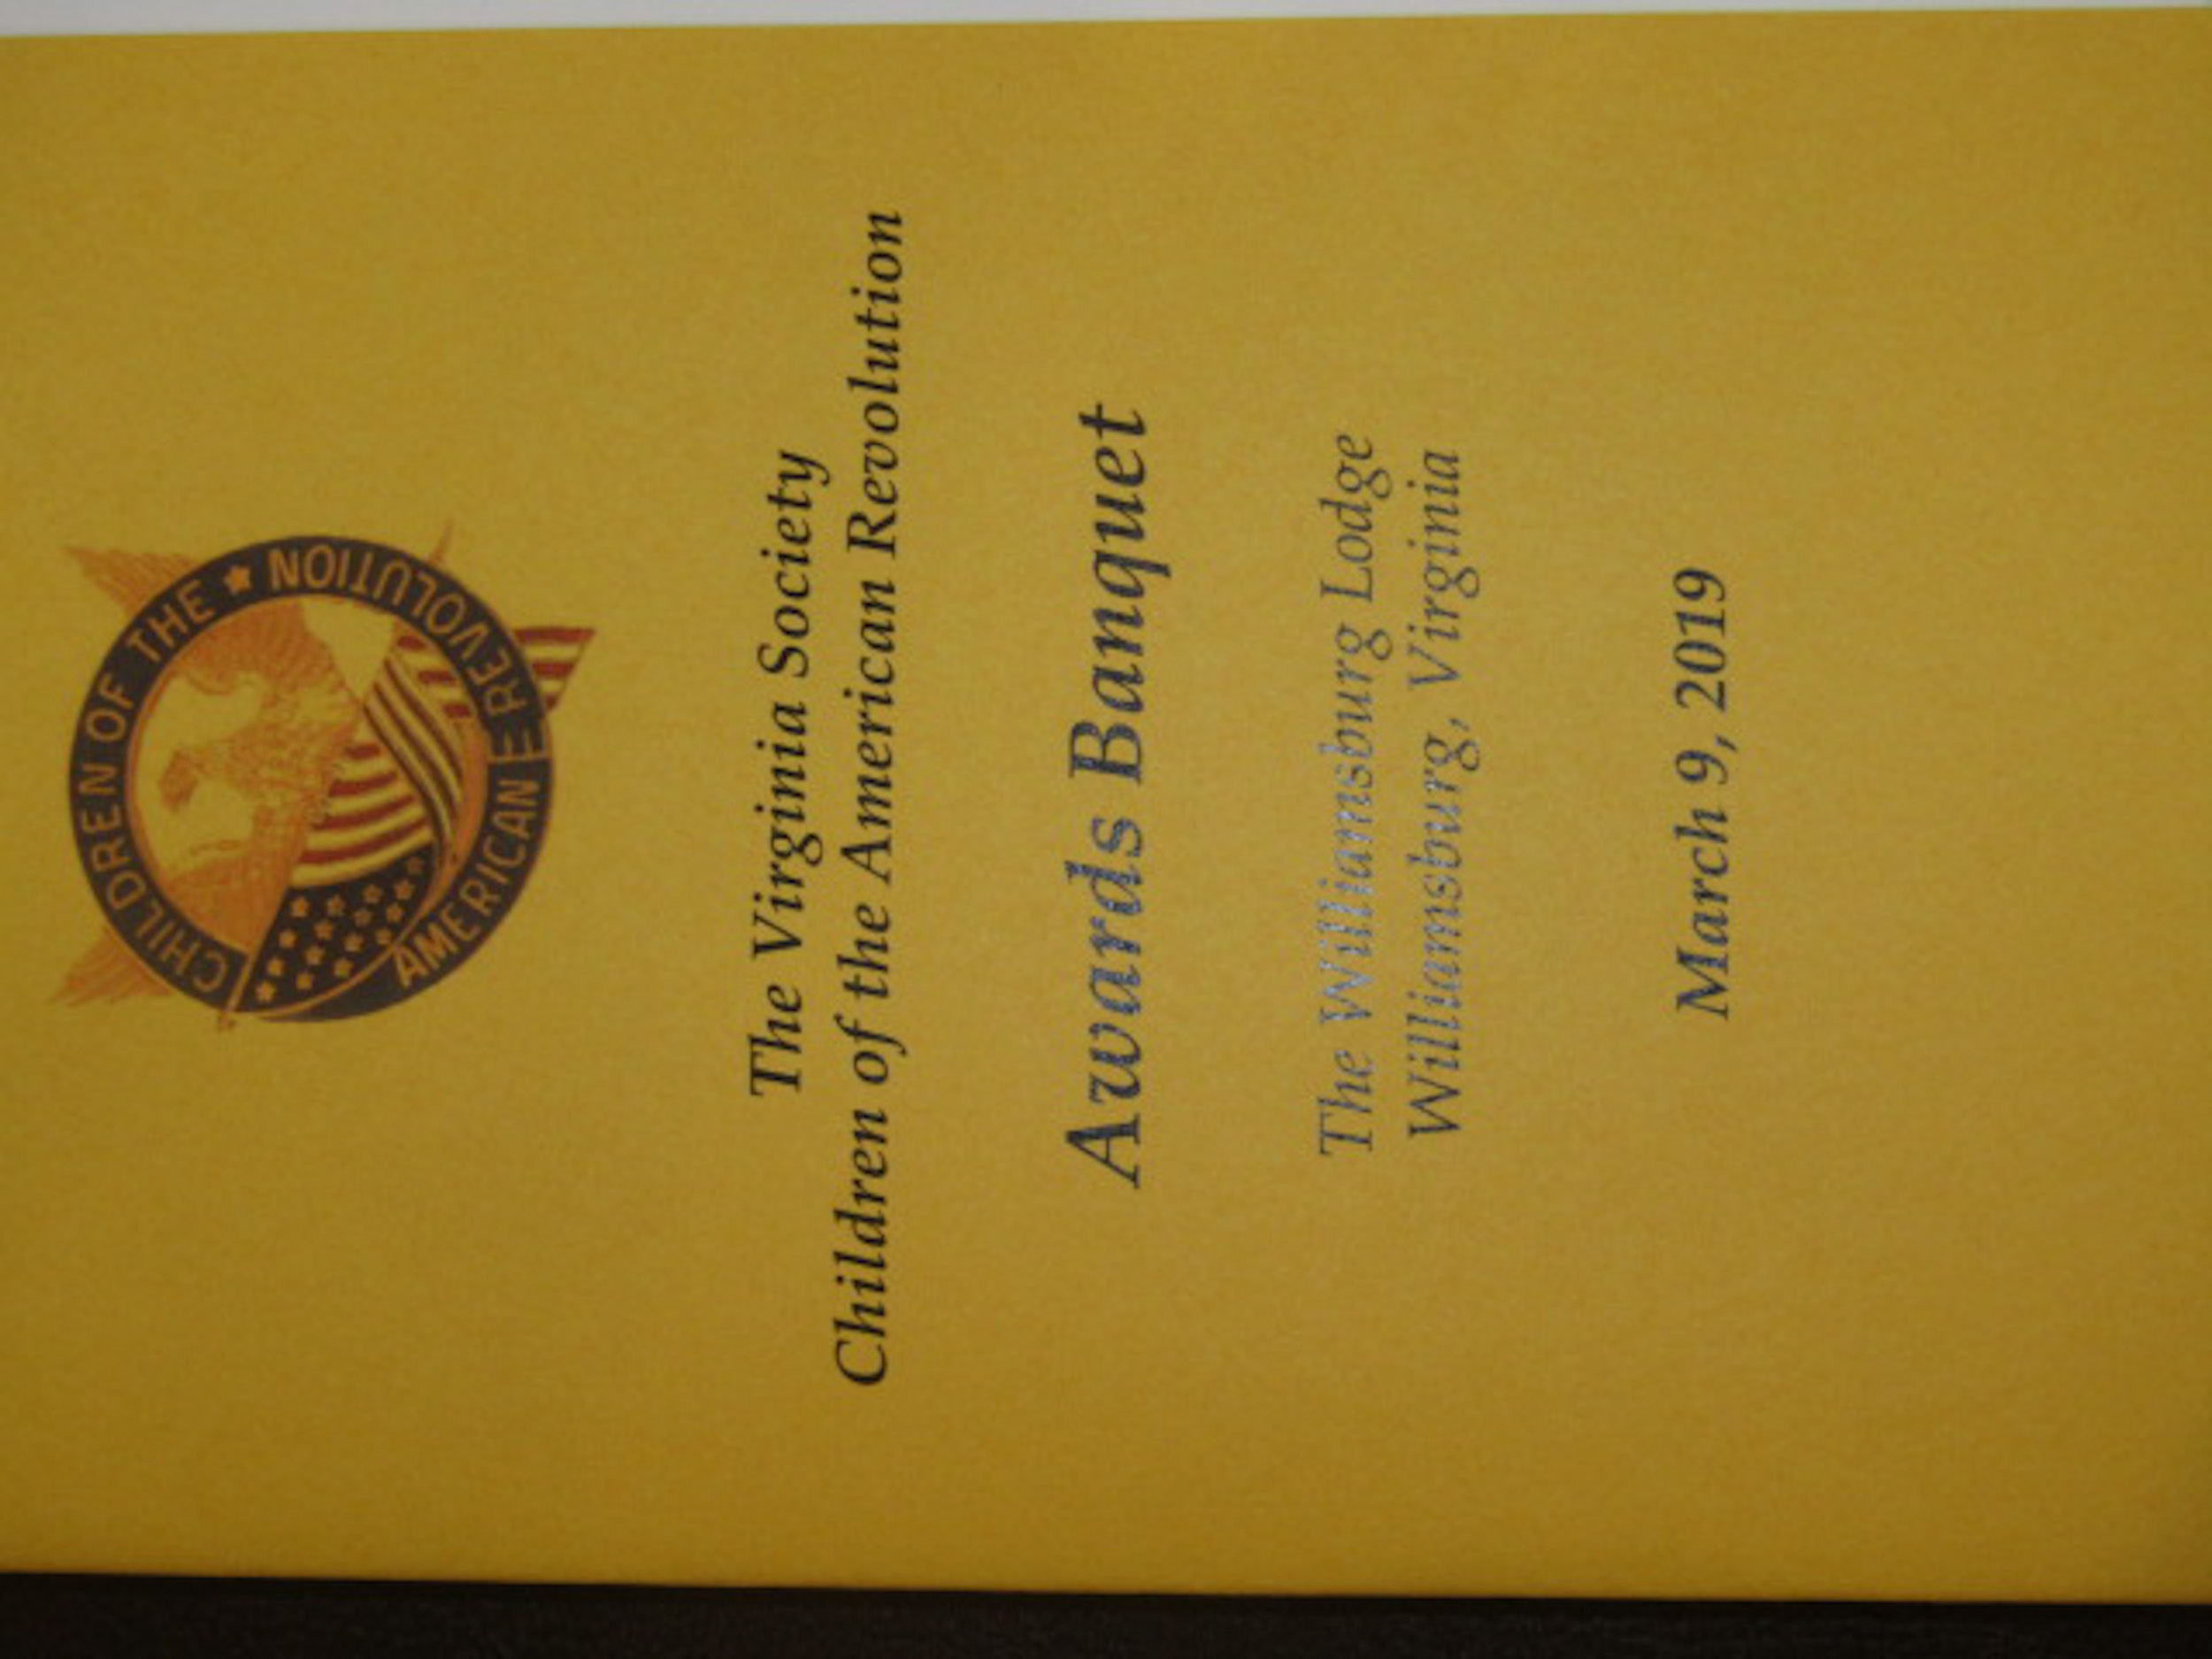 CHILDREN OF THE ★ REVOLUTION
AMERICAN
The Virginia Society
Children of the American Revolution
Awards Banquet
The Williamsburg Lodge
Williamsburg, Virginia
March 9, 2019